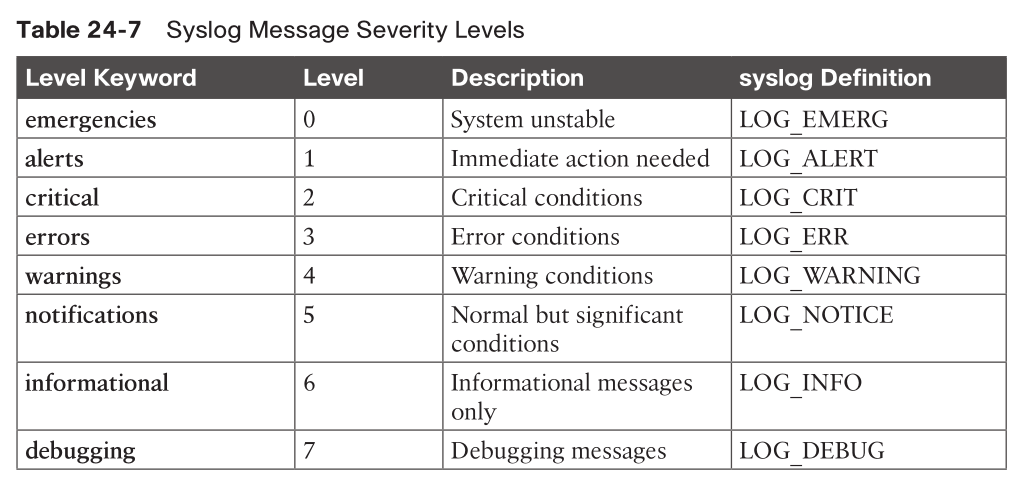 Table 24-7 Syslog Message Severity Levels
Level Keyword Level Description syslog Definition
emergencies 0 System unstable LOG_EMERG
alerts 1 Immediate action needed LOG_ALERT
critical 2 Critical conditions LOG_CRIT
errors 3 Error conditions LOG_ERR
warnings 4 Warning conditions LOG_WARNING
notifications 5 Normal but significant LOG_NOTICE
conditions
informational 6 Informational messages LOG_INFO
only
debugging 7 Debugging messages LOG_DEBUG